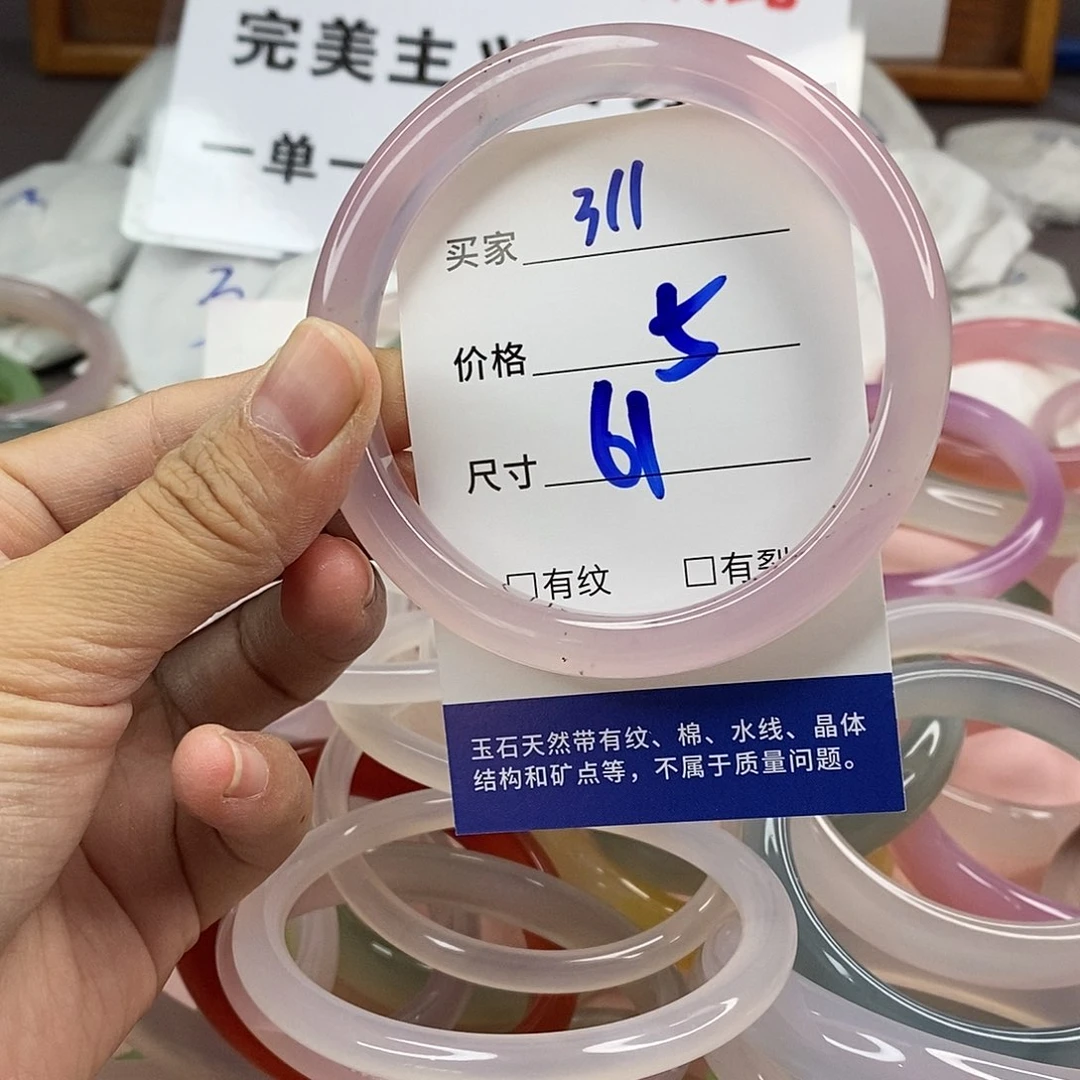 完美主
一单一
买家 311
价格 5
尺寸 61
□有纹 □有裂
玉石天然带有纹、棉、水线、晶体
结构和矿点等，不属于质量问题。